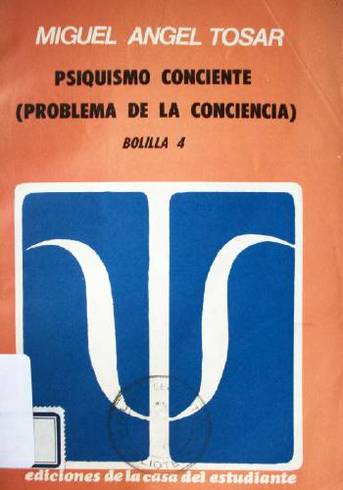 MIGUEL ANGEL TOSAR
PSIQUISMO CONCIENTE
(PROBLEMA DE LA CONCIENCIA)
BOLILLA 4
ediciones de la casa del estudiante